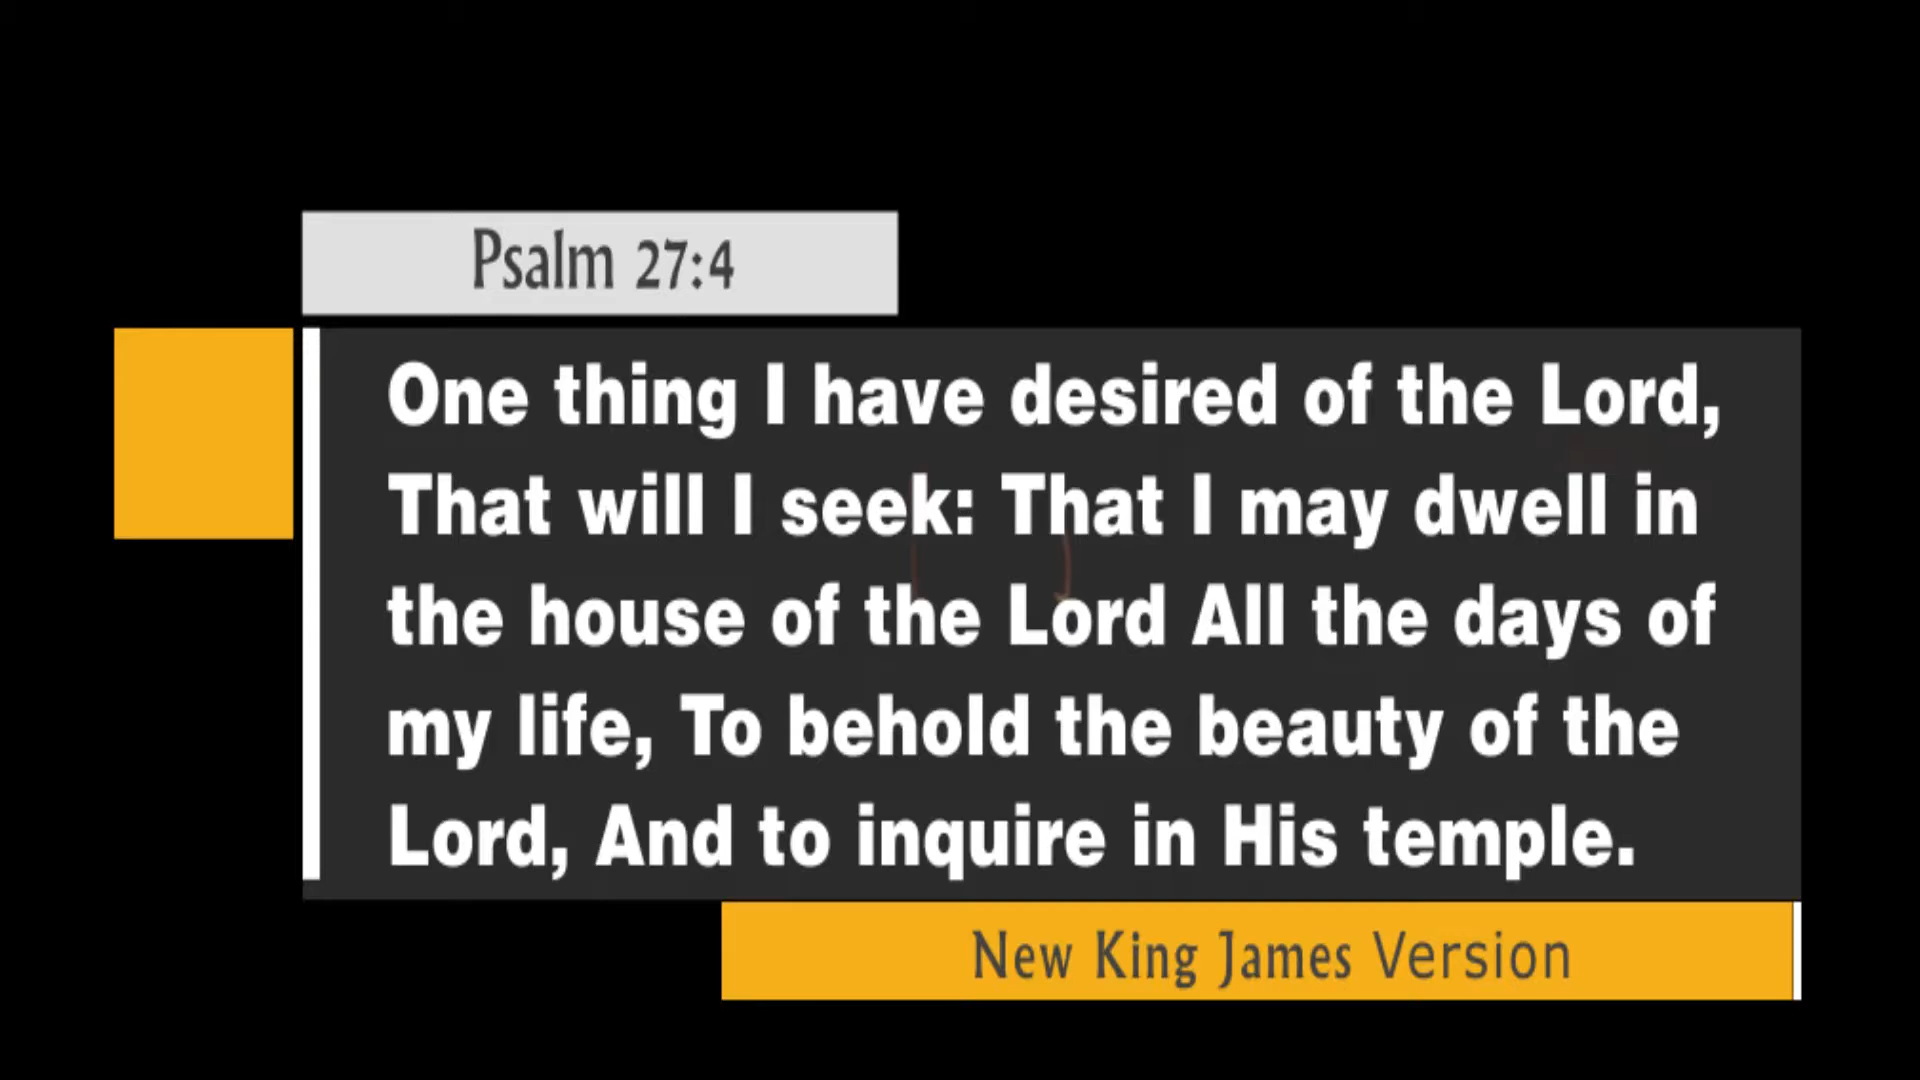 Psalm 27:4
One thing I have desired of the Lord,
That will I seek: That I may dwell in
the house of the Lord All the days of
my life, To behold the beauty of the
Lord, And to inquire in His temple.
New King James Version